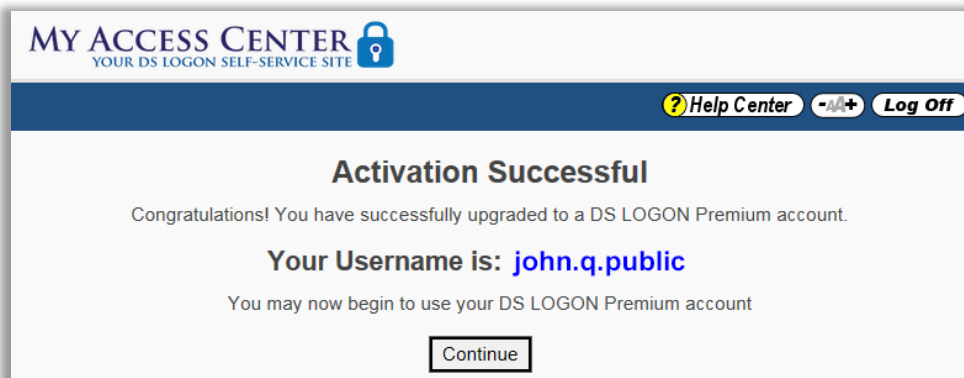 MY ACCESS CENTER
YOUR DS LOGON SELF-SERVICE SITE
? Help Center -AA+ Log Off
Activation Successful
Congratulations! You have successfully upgraded to a DS LOGON Premium account.
Your Username is: john.q.public
You may now begin to use your DS LOGON Premium account
Continue